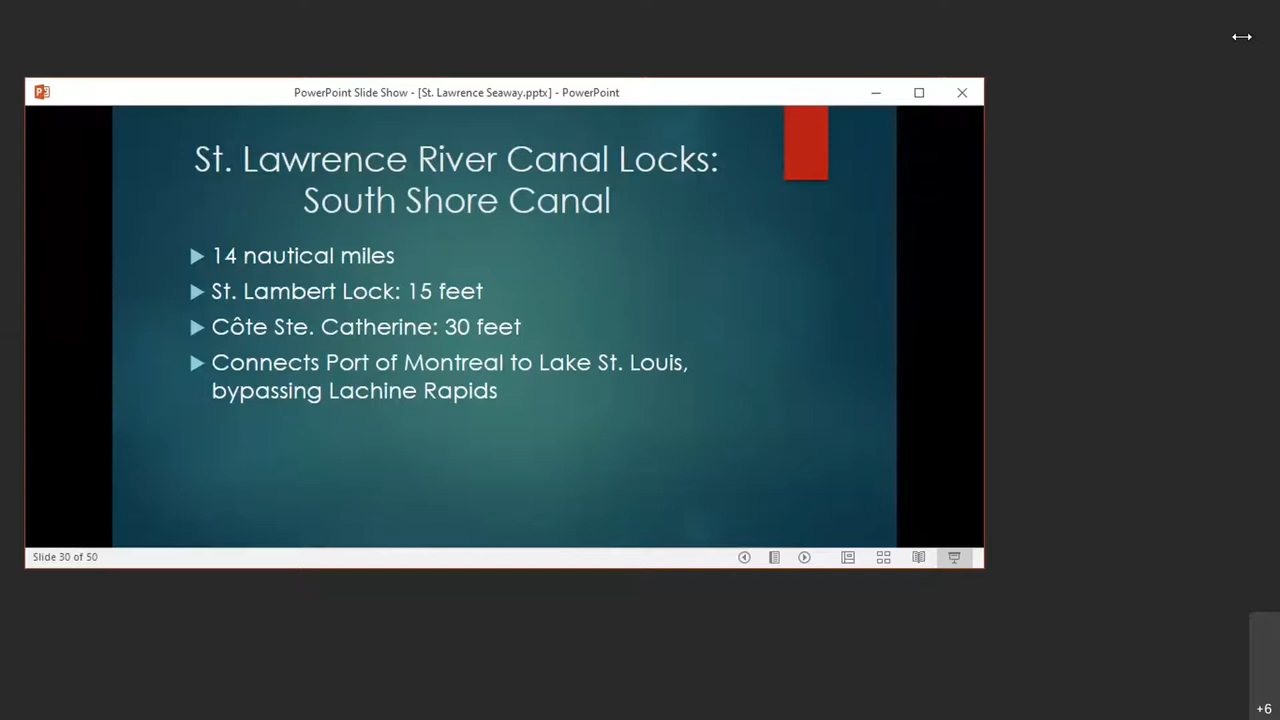 PowerPoint Slide Show - [St. Lawrence Seaway.pptx] - PowerPoint
St. Lawrence River Canal Locks:
South Shore Canal
14 nautical miles
St. Lambert Lock: 15 feet
Côte Ste. Catherine: 30 feet
Connects Port of Montreal to Lake St. Louis,
bypassing Lachine Rapids
Slide 30 of 50
+6